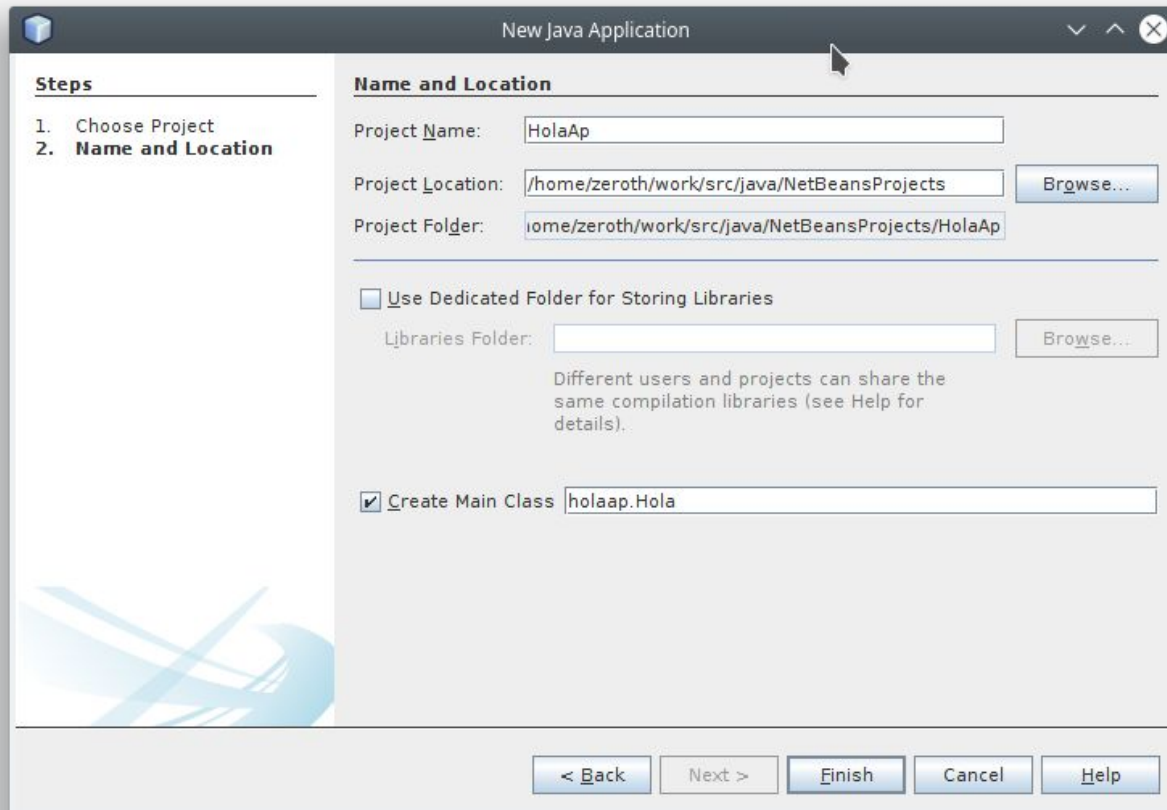 New Java Application
Steps
1. Choose Project
2. Name and Location
Name and Location
Project Name: HolaAp
Project Location: /home/zeroth/work/src/java/NetBeansProjects Browse...
Project Folder: ome/zeroth/work/src/java/NetBeansProjects/HolaAp
Use Dedicated Folder for Storing Libraries
Libraries Folder: Browse...
Different users and projects can share the
same compilation libraries (see Help for
details).
Create Main Class holaap.Hola
< Back Next > Finish Cancel Help